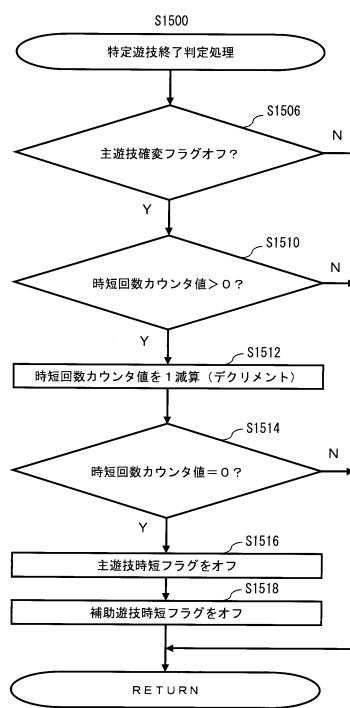 S1500
特定遊技終了判定処理
S1506
主遊技確変フラグオフ？
N
Y
S1510
時短回数カウンタ値＞０？
N
Y
S1512
時短回数カウンタ値を１減算（デクリメント）
S1514
時短回数カウンタ値＝０？
N
Y
S1516
主遊技時短フラグをオフ
S1518
補助遊技時短フラグをオフ
ＲＥＴＵＲＮ